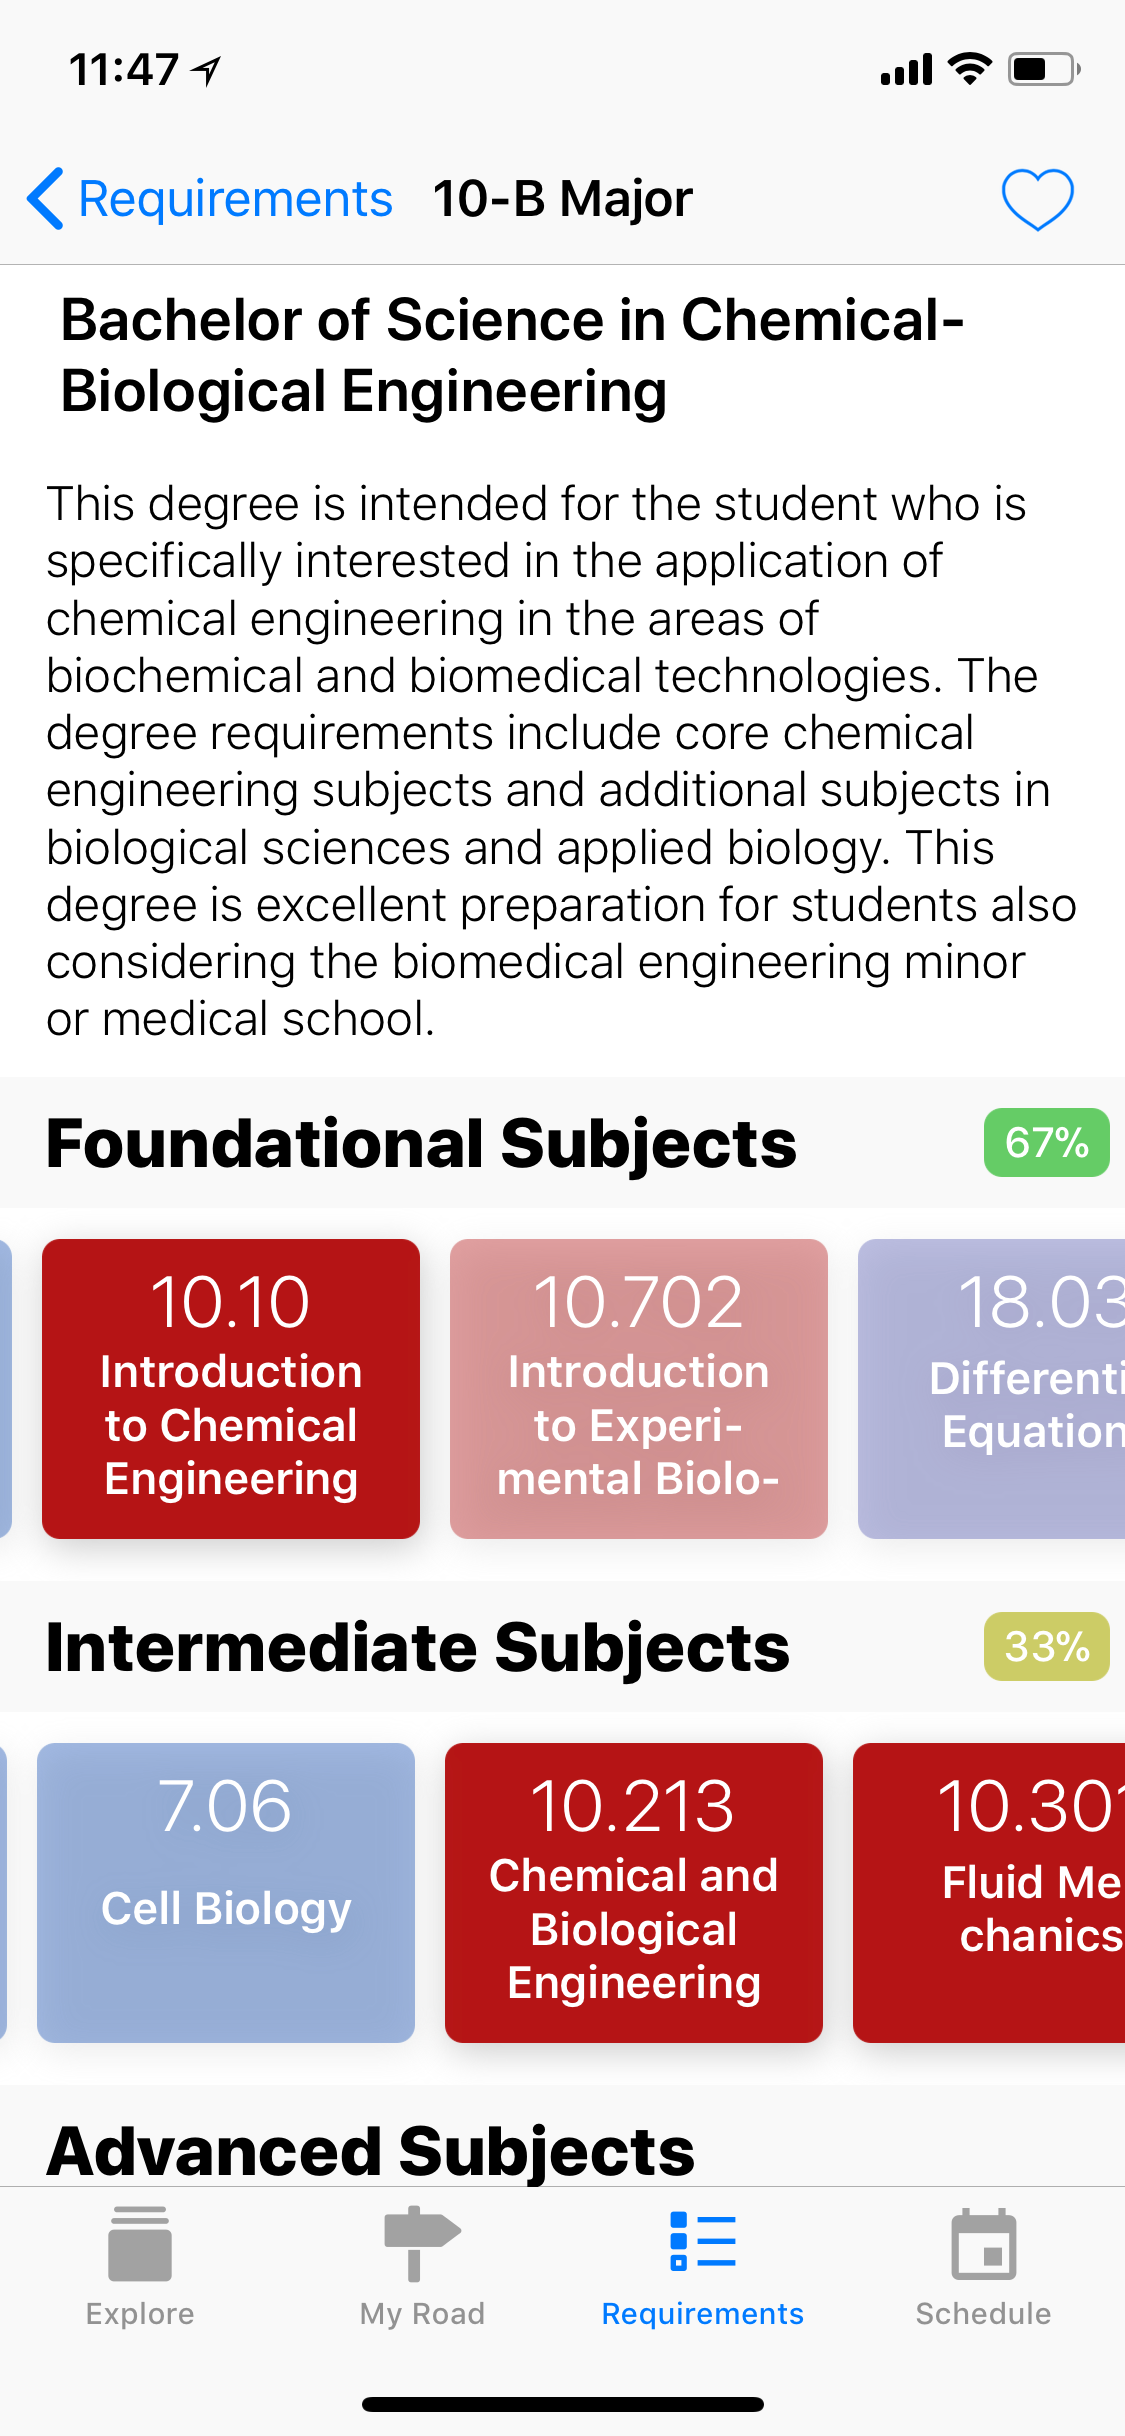 11:47
Requirements 10-B Major
Bachelor of Science in Chemical-
Biological Engineering
This degree is intended for the student who is
specifically interested in the application of
chemical engineering in the areas of
biochemical and biomedical technologies. The
degree requirements include core chemical
engineering subjects and additional subjects in
biological sciences and applied biology. This
degree is excellent preparation for students also
considering the biomedical engineering minor
or medical school.
Foundational Subjects 67%
10.10
Introduction
to Chemical
Engineering
10.702
Introduction
to Experi-
mental Biolo-
18.03
Differenti
Equation
Intermediate Subjects 33%
7.06
Cell Biology
10.213
Chemical and
Biological
Engineering
10.301
Fluid Me
chanics
Advanced Subjects
Explore
My Road
Requirements
Schedule